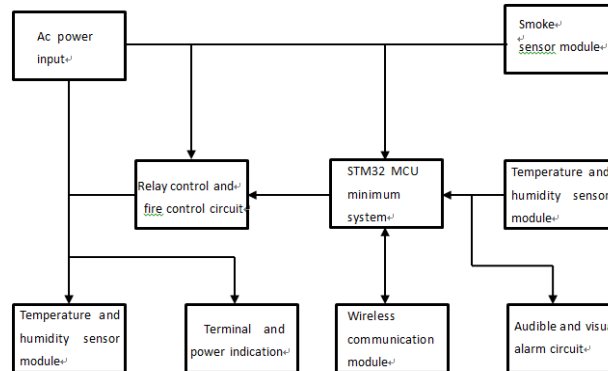 Ac power
input
Smoke
sensor module
Relay control and
fire control circuit
STM32 MCU
minimum
system
Temperature and
humidity sensor
module
Temperature and
humidity sensor
module
Terminal and
power indication
Wireless
communication
module
Audible and visua
alarm circuit